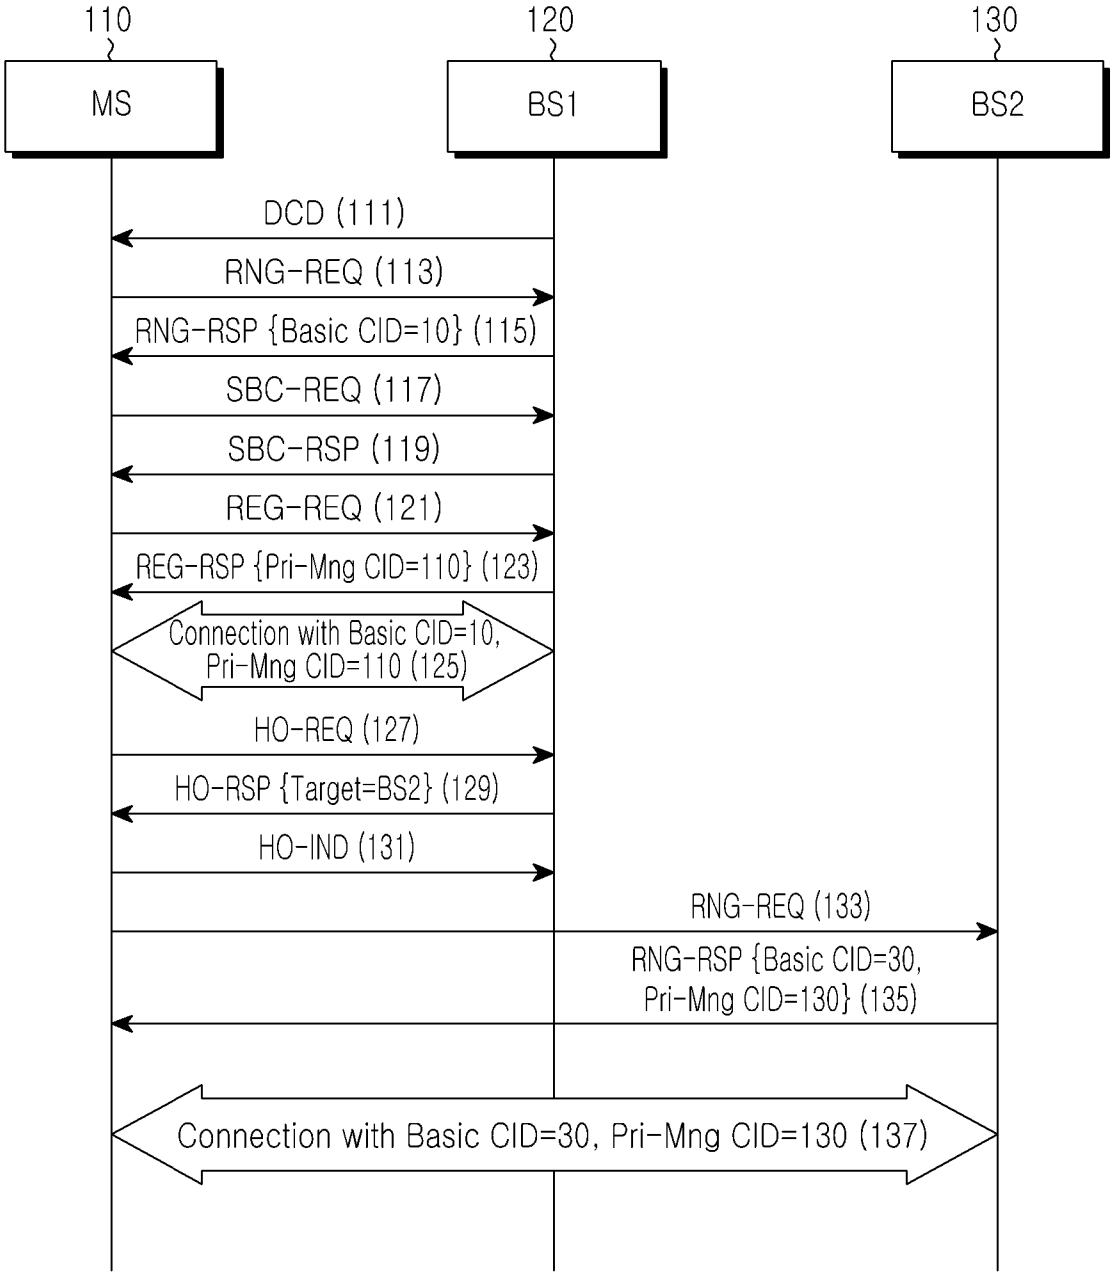 110 120 130
MS BS1 BS2
DCD (111)
RNG-REQ (113)
RNG-RSP {Basic CID=10} (115)
SBC-REQ (117)
SBC-RSP (119)
REG-REQ (121)
REG-RSP {Pri-Mng CID=110} (123)
Connection with Basic CID=10,
Pri-Mng CID=110 (125)
HO-REQ (127)
HO-RSP {Target=BS2} (129)
HO-IND (131)
RNG-REQ (133)
RNG-RSP {Basic CID=30,
Pri-Mng CID=130} (135)
Connection with Basic CID=30, Pri-Mng CID=130 (137)